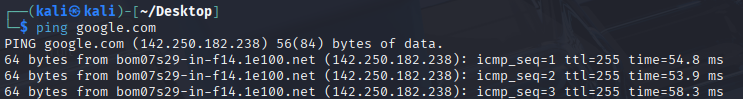 ┌──(kali㉿kali)-[~/Desktop]
└─$ ping google.com
PING google.com (142.250.182.238) 56(84) bytes of data.
64 bytes from bom07s29-in-f14.1e100.net (142.250.182.238): icmp_seq=1 ttl=255 time=54.8 ms
64 bytes from bom07s29-in-f14.1e100.net (142.250.182.238): icmp_seq=2 ttl=255 time=53.9 ms
64 bytes from bom07s29-in-f14.1e100.net (142.250.182.238): icmp_seq=3 ttl=255 time=58.3 ms